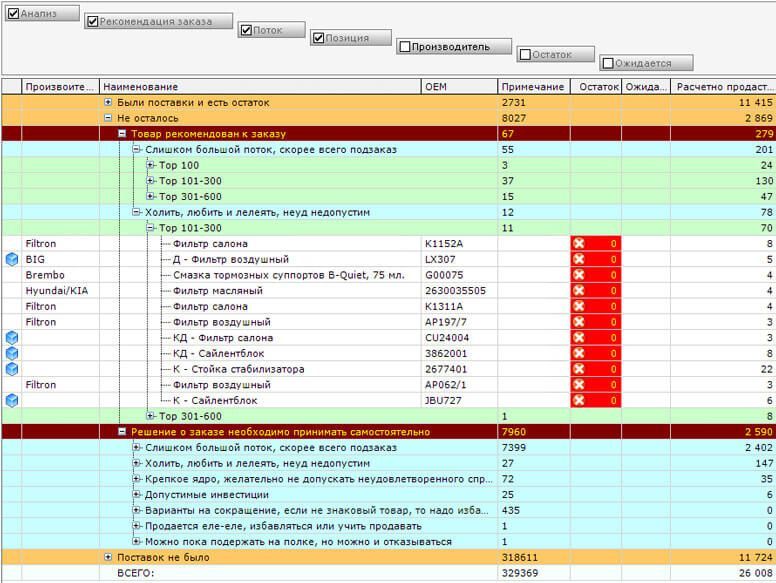 Анализ
Рекомендация заказа
Поток
Позиция
Производитель
Остаток
Ожидается
Произвоите... Наименование OEM Примечание Остаток Ожида... Расчетно продаст...
Были поставки и есть остаток 2731 11 415
Не осталось 8027 2 869
Товар рекомендован к заказу 67 279
Слишком большой поток, скорее всего подзаказ 55 201
Top 100 3 24
Top 101-300 37 130
Top 301-600 15 47
Холить, любить и лелеять, неуд недопустим 12 78
Top 101-300 11 70
Filtron Фильтр салона K1152A 0 8
BIG Д - Фильтр воздушный LX307 0 5
Brembo Смазка тормозных суппортов B-Quiet, 75 мл. G00075 0 4
Hyundai/KIA Фильтр масляный 2630035505 0 4
Filtron Фильтр салона K1311A 0 4
Filtron Фильтр воздушный AP197/7 0 3
КД - Фильтр салона CU24004 0 3
КД - Сайлентблок 3862001 0 8
К - Стойка стабилизатора 2677401 0 22
Filtron Фильтр воздушный AP062/1 0 3
К - Сайлентблок JBU727 0 6
Top 301-600 1 8
Решение о заказе необходимо принимать самостоятельно 7960 2 590
Слишком большой поток, скорее всего подзаказ 7399 2 402
Холить, любить и лелеять, неуд недопустим 27 147
Крепкое ядро, желательно не допускать неудовлетворенного спр... 72 35
Допустимые инвестиции 25 6
Варианты на сокращение, если не знаковый товар, то надо изба... 435 0
Продается еле-еле, избавляться или учить продавать 1 0
Можно пока подержать на полке, но можно и отказываться 1 0
Поставок не было 318611 11 724
ВСЕГО: 329369 26 008